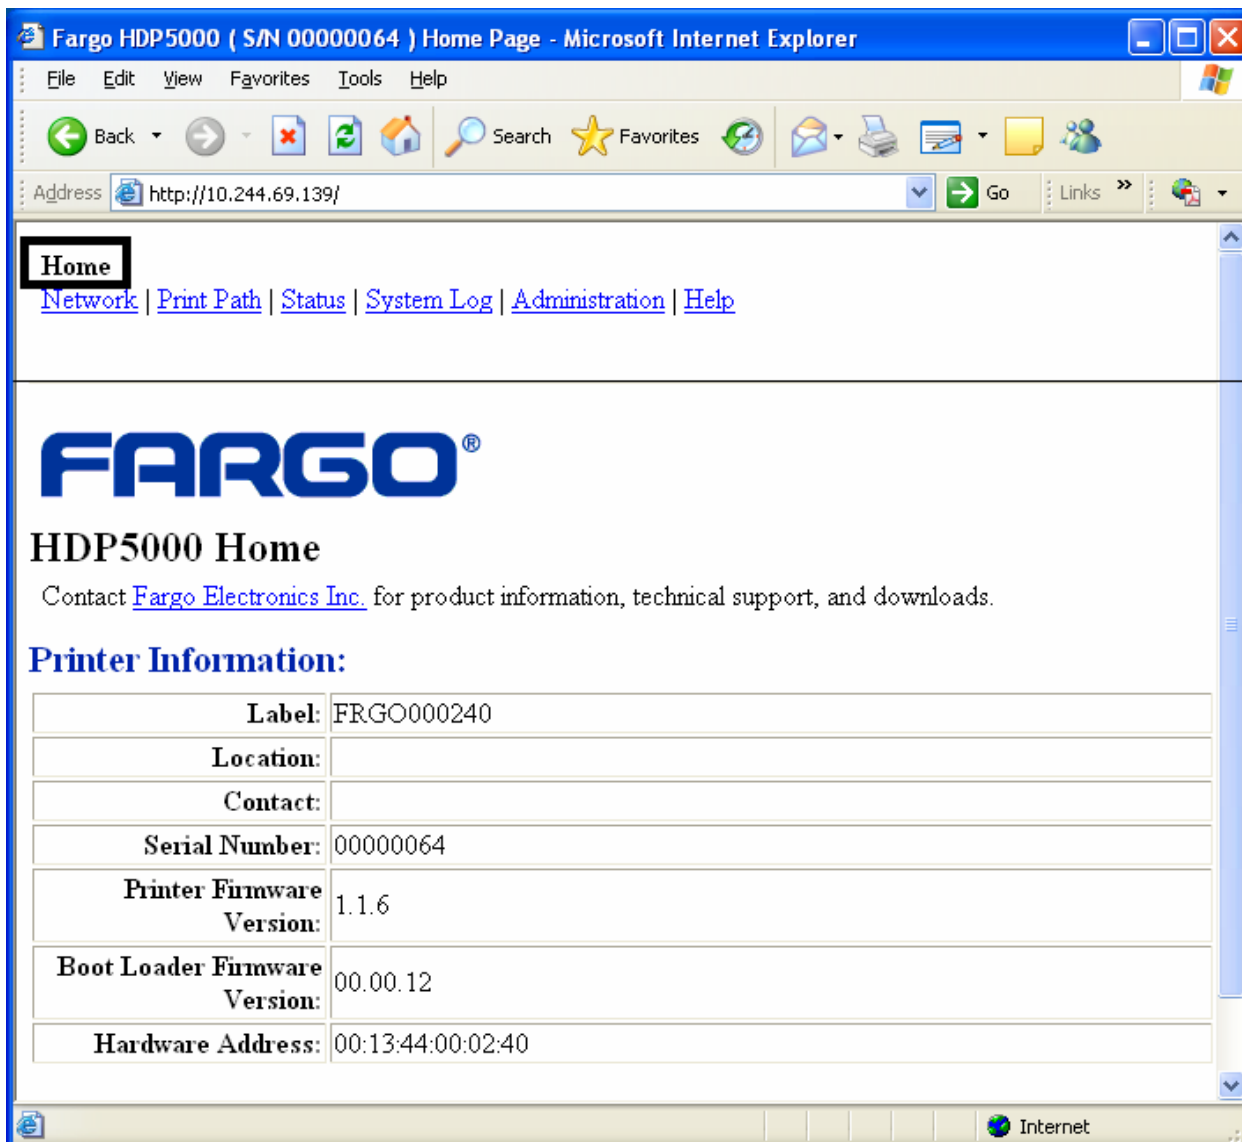 Fargo HDP5000 ( S/N 00000064 ) Home Page - Microsoft Internet Explorer
File Edit View Favorites Tools Help
Back Search Favorites
Address http://10.244.69.139/ Go Links »
Home
Network | Print Path | Status | System Log | Administration | Help
FARGO®
HDP5000 Home
Contact Fargo Electronics Inc. for product information, technical support, and downloads.
Printer Information:
Label: FRGO000240
Location:
Contact:
Serial Number: 00000064
Printer Firmware
Version: 1.1.6
Boot Loader Firmware
Version: 00.00.12
Hardware Address: 00:13:44:00:02:40
Internet